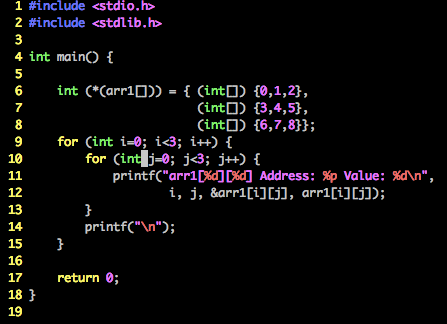 1 #include <stdio.h>
2 #include <stdlib.h>
3
4 int main() {
5
6     int (*(arr1[])) = { (int[]) {0,1,2},
7                         (int[]) {3,4,5},
8                         (int[]) {6,7,8}};
9     for (int i=0; i<3; i++) {
10         for (int j=0; j<3; j++) {
11             printf("arr1[%d][%d] Address: %p Value: %d\n",
12                     i, j, &arr1[i][j], arr1[i][j]);
13         }
14         printf("\n");
15     }
16
17     return 0;
18 }
19